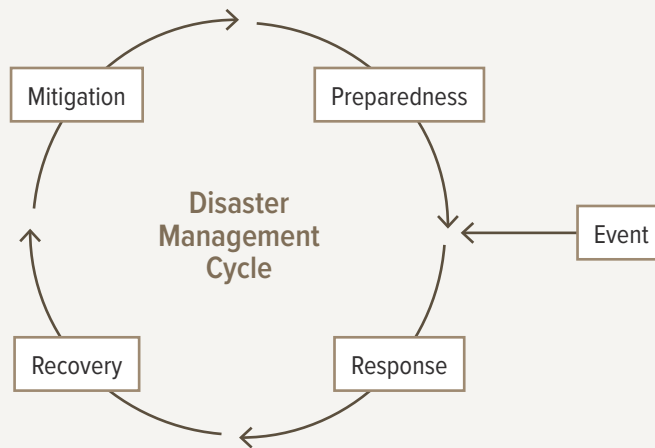 Mitigation
Preparedness
Disaster
Management
Cycle
Event
Recovery
Response